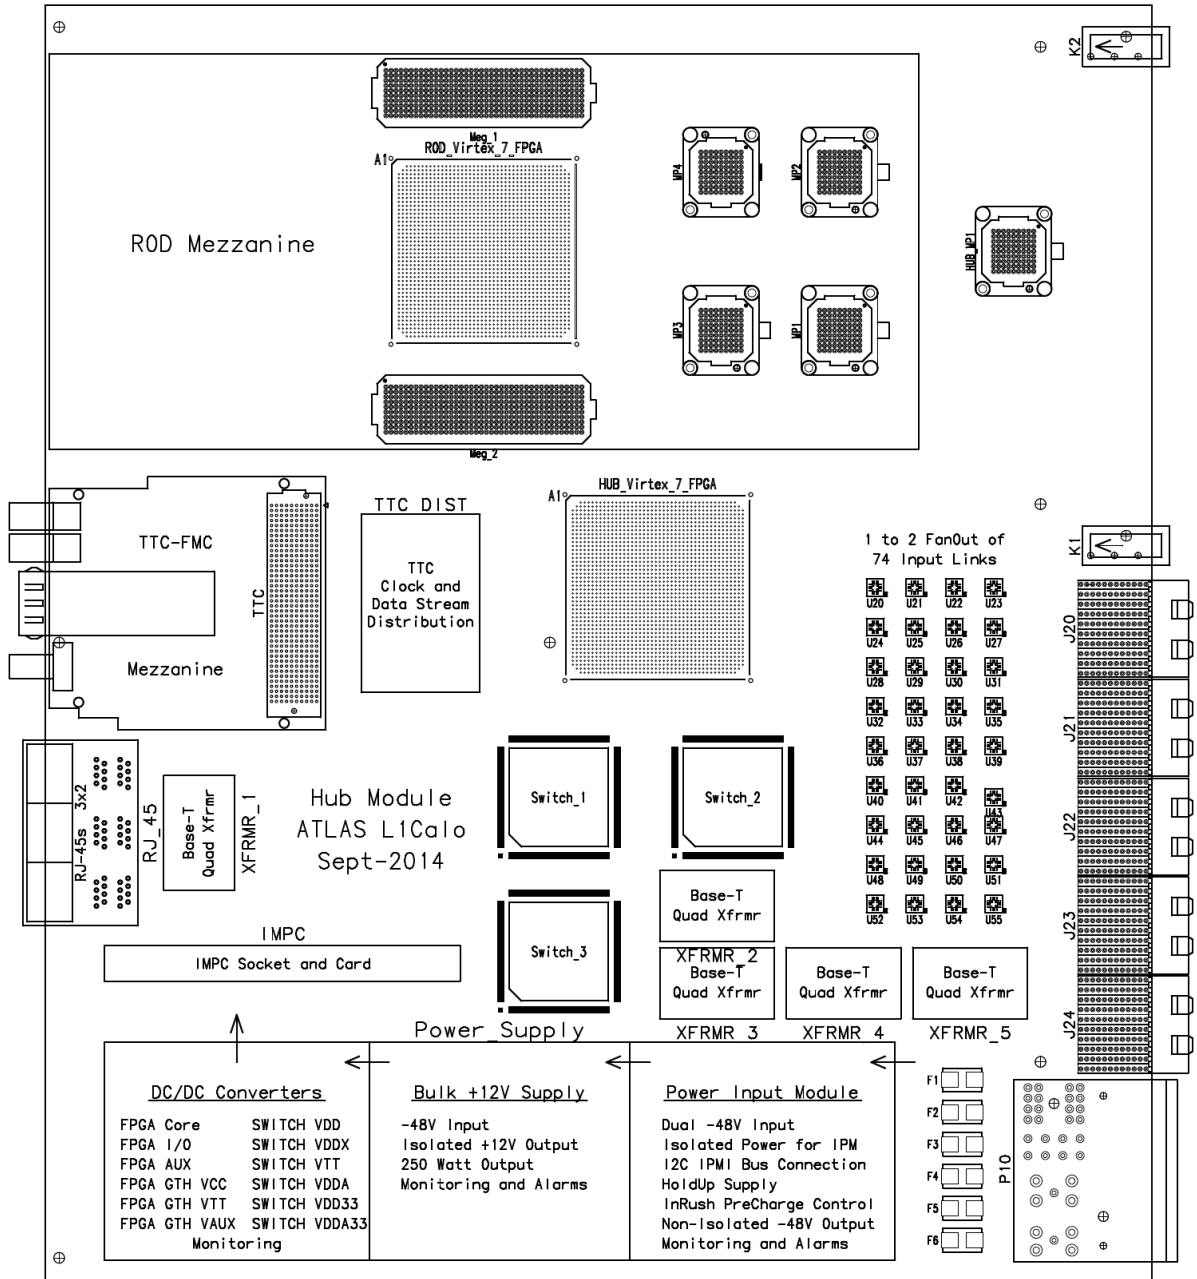 K2
Meg_1
ROD_Virtex_7_FPGA
A1
MP4
MP2
ROD Mezzanine
HUB_MP1
MP3
MP1
Meg_2
HUB_Virtex_7_FPGA
A1
TTC DIST
TTC-FMC
TTC
Mezzanine
TTC
Clock and
Data Stream
Distribution
1 to 2 FanOut of
74 Input Links
K1
U20 U21 U22 U23
U24 U25 U26 U27
U28 U29 U30 U31
U32 U33 U34 U35
U36 U37 U38 U39
U40 U41 U42 U43
U44 U45 U46 U47
U48 U49 U50 U51
U52 U53 U54 U55
J20
J21
J22
J23
J24
RJ-45s 3x2
RJ_45
Base-T
Quad Xfrmr
XFRMR_1
Hub Module
ATLAS L1Calo
Sept-2014
Switch_1
Switch_2
Switch_3
Base-T
Quad Xfrmr
XFRMR_2
Base-T
Quad Xfrmr
XFRMR_3
Base-T
Quad Xfrmr
XFRMR_4
Base-T
Quad Xfrmr
XFRMR_5
IMPC
IMPC Socket and Card
Power_Supply
DC/DC Converters
FPGA Core SWITCH VDD
FPGA I/O SWITCH VDDX
FPGA AUX SWITCH VTT
FPGA GTH VCC SWITCH VDDA
FPGA GTH VTT SWITCH VDD33
FPGA GTH VAUX SWITCH VDDA33
Monitoring
Bulk +12V Supply
-48V Input
Isolated +12V Output
250 Watt Output
Monitoring and Alarms
Power Input Module
Dual -48V Input
Isolated Power for IPM
I2C IPMI Bus Connection
HoldUp Supply
InRush PreCharge Control
Non-Isolated -48V Output
Monitoring and Alarms
F1
F2
F3
F4
F5
F6
P10